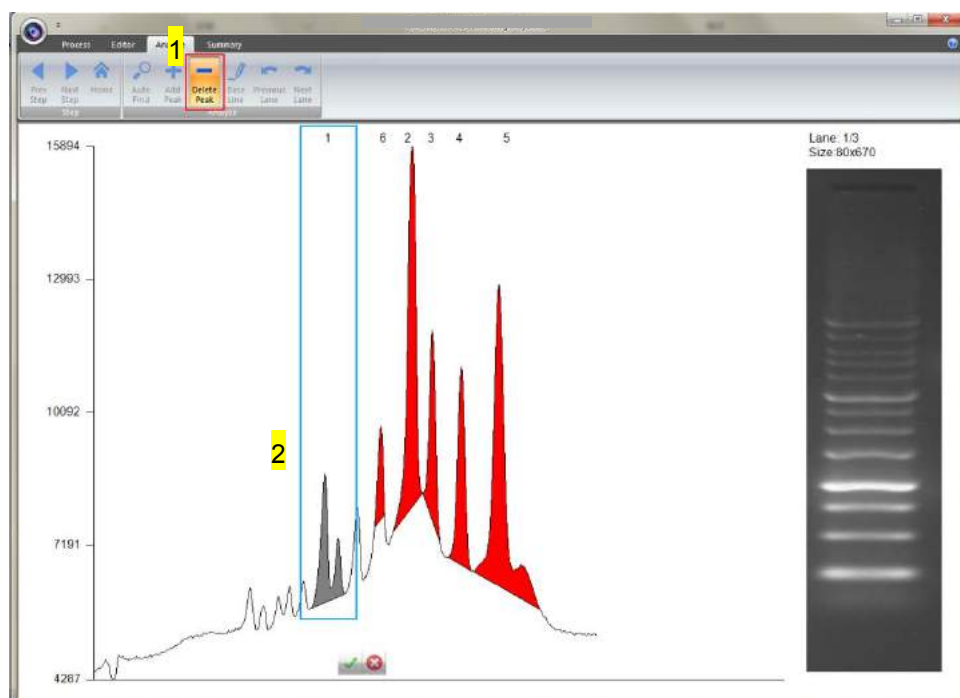 Process Editor Summary
1
Prev Step
Next Step
Home
Auto Find
Add Peak
Delete Peak
Base Line
Previous Lane
Next Lane
Step
Analyze
1 6 2 3 4 5
15894
12993
10092
7191
4287
2
Lane: 1/3
Size:80x670